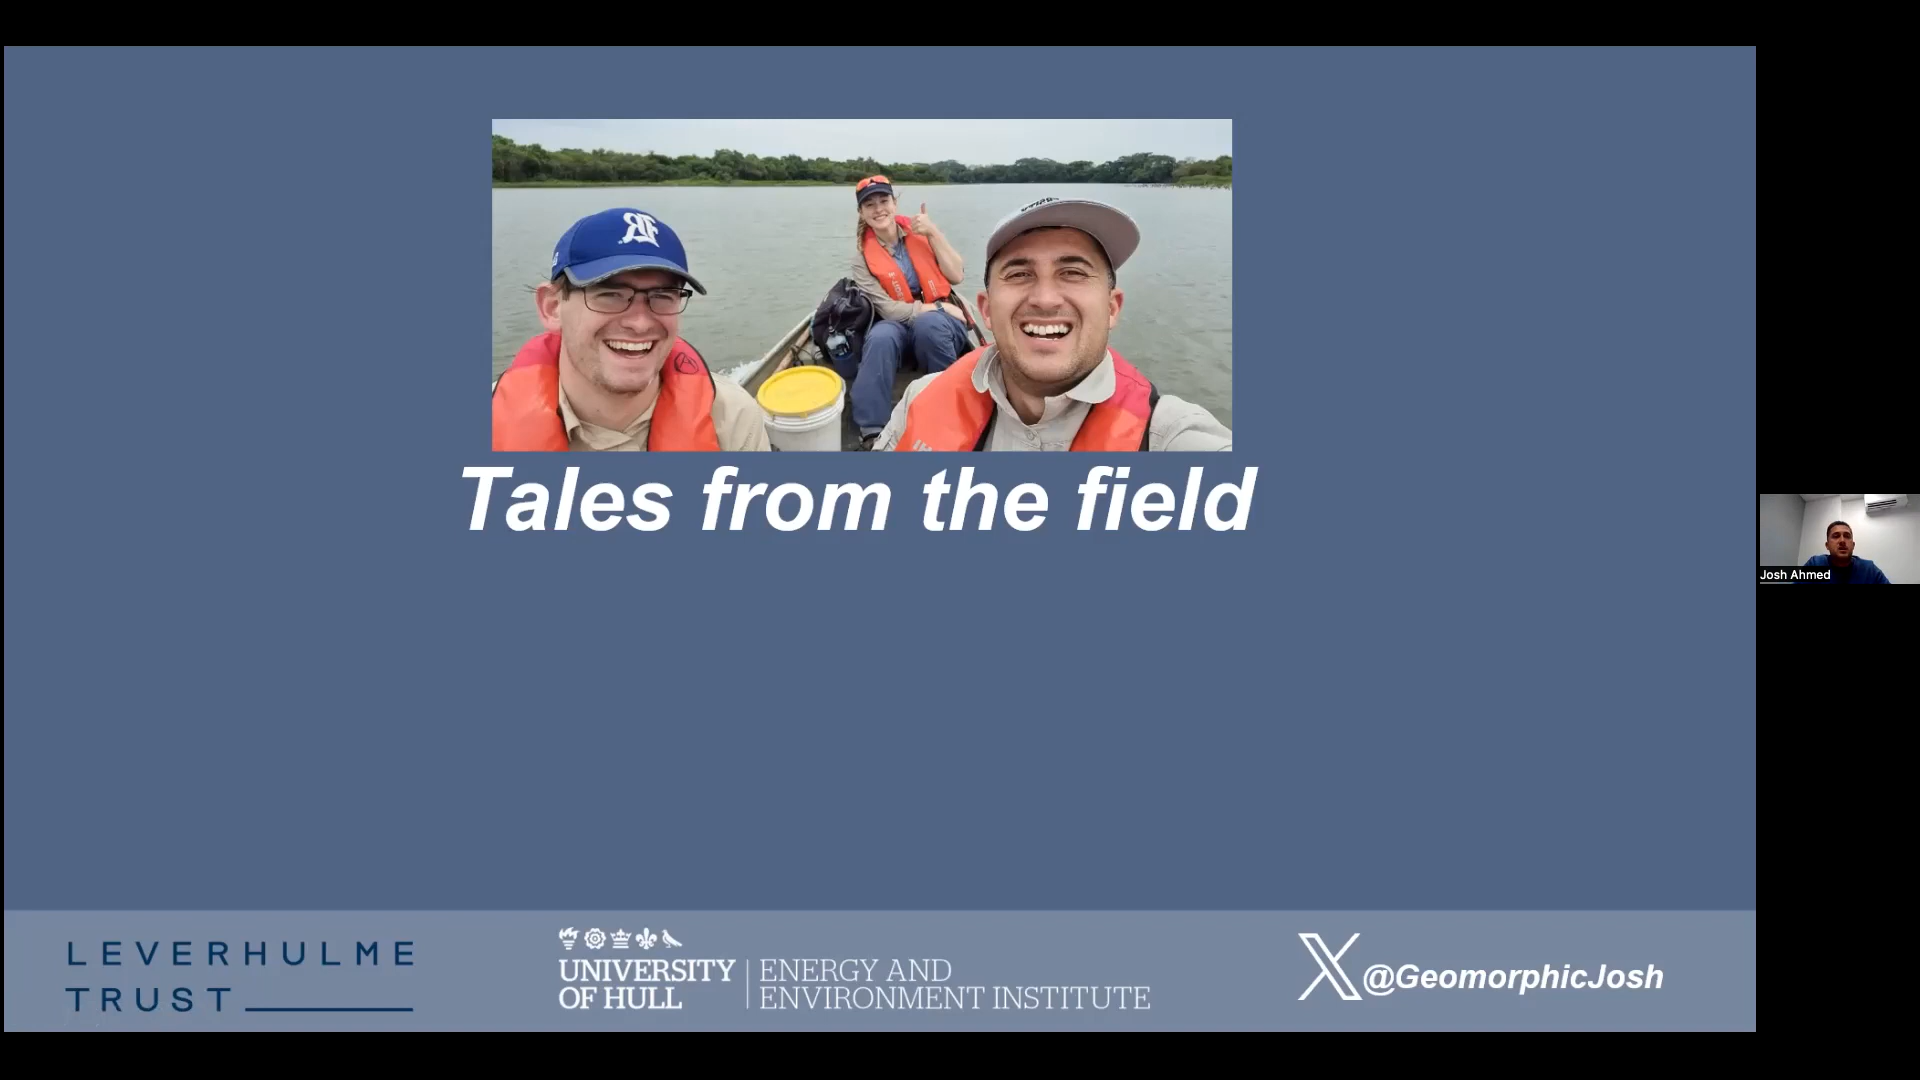 Tales from the field
Josh Ahmed
LEVERHULME
TRUST
UNIVERSITY
OF HULL
ENERGY AND
ENVIRONMENT INSTITUTE
@GeomorphicJosh